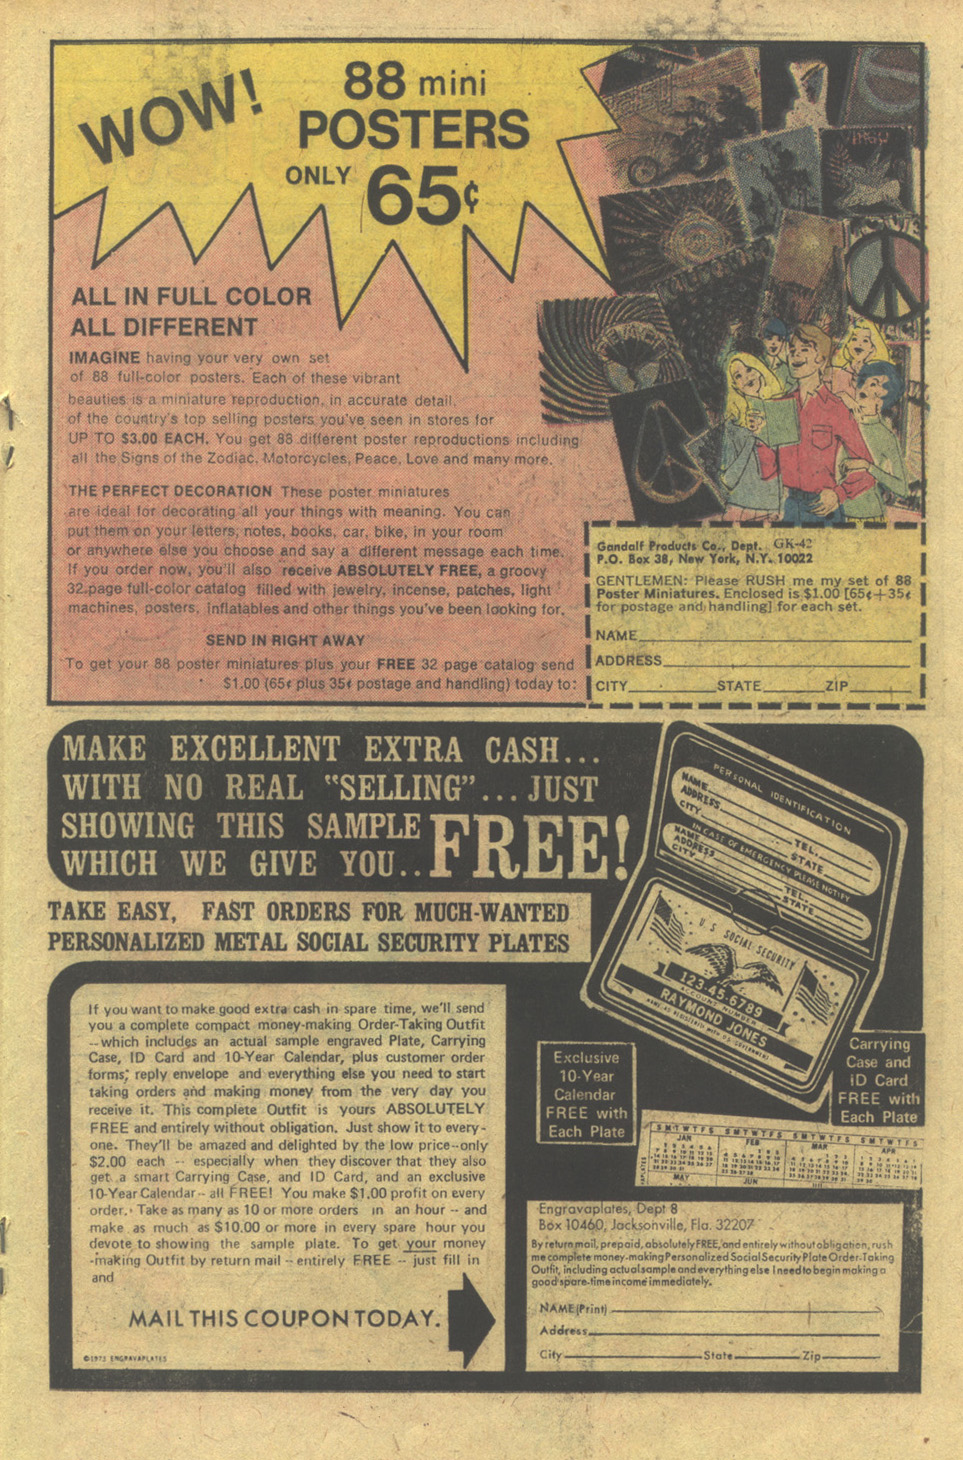 WOW!
88 mini
POSTERS
ONLY 65¢
ALL IN FULL COLOR
ALL DIFFERENT
IMAGINE having your very own set
of 88 full-color posters. Each of these vibrant
beauties is a miniature reproduction, in accurate detail,
of the country's top selling posters you've seen in stores for
UP TO $3.00 EACH. You get 88 different poster reproductions including
all the Signs of the Zodiac, Motorcycles, Peace, Love and many more.
THE PERFECT DECORATION These poster miniatures
are ideal for decorating all your things with meaning. You can
put them on your letters, notes, books, car, bike, in your room
or anywhere else you choose and say a different message each time.
If you order now, you'll also receive ABSOLUTELY FREE, a groovy
32-page full-color catalog filled with jewelry, incense, patches, light
machines, posters, inflatables and other things you've been looking for.
SEND IN RIGHT AWAY
To get your 88 poster miniatures plus your FREE 32 page catalog send
$1.00 (65¢ plus 35¢ postage and handling) today to:
Gandalf Products Co., Dept. GK-42
P.O. Box 38, New York, N.Y. 10022
GENTLEMEN: Please RUSH me my set of 88
Poster Miniatures. Enclosed is $1.00 [65¢+35¢
for postage and handling] for each set.
NAME
ADDRESS
CITY STATE ZIP
MAKE EXCELLENT EXTRA CASH...
WITH NO REAL "SELLING"...JUST
SHOWING THIS SAMPLE
WHICH WE GIVE YOU.. FREE!
TAKE EASY, FAST ORDERS FOR MUCH-WANTED
PERSONALIZED METAL SOCIAL SECURITY PLATES
PERSONAL IDENTIFICATION
NAME
ADDRESS
CITY
TEL.
STATE
IN CASE OF EMERGENCY PLEASE NOTIFY
NAME
ADDRESS
CITY
TEL.
STATE
U.S SOCIAL SECURITY
123-45-6789
ACCOUNT NUMBER
RAYMOND JONES
If you want to make good extra cash in spare time, we'll send
you a complete compact money-making Order-Taking Outfit
--which includes an actual sample engraved Plate, Carrying
Case, ID Card and 10-Year Calendar, plus customer order
forms, reply envelope and everything else you need to start
taking orders and making money from the very day you
receive it. This complete Outfit is yours ABSOLUTELY
FREE and entirely without obligation. Just show it to every-
one. They'll be amazed and delighted by the low price--only
$2.00 each -- especially when they discover that they also
get a smart Carrying Case, and ID Card, and an exclusive
10-Year Calendar -- all FREE! You make $1.00 profit on every
order. Take as many as 10 or more orders in an hour -- and
make as much as $10.00 or more in every spare hour you
devote to showing the sample plate. To get your money
-making Outfit by return mail -- entirely FREE -- just fill in
and
MAIL THIS COUPON TODAY.
©1973 ENGRAVAPLATES
Exclusive
10-Year
Calendar
FREE with
Each Plate
Carrying
Case and
ID Card
FREE with
Each Plate
SMTWTFS SMTWTFS SMTWTFS SMTWTFS
JAN FEB MAR APR
MAY JUN
Engravaplates, Dept 8
Box 10460, Jacksonville, Fla. 32207
By return mail, prepaid, absolutely FREE, and entirely without obligation, rush
me complete money-making Personalized Social Security Plate Order-Taking
Outfit, including actual sample and everything else I need to begin making a
good spare-time income immediately.
NAME (Print)
Address
City State Zip